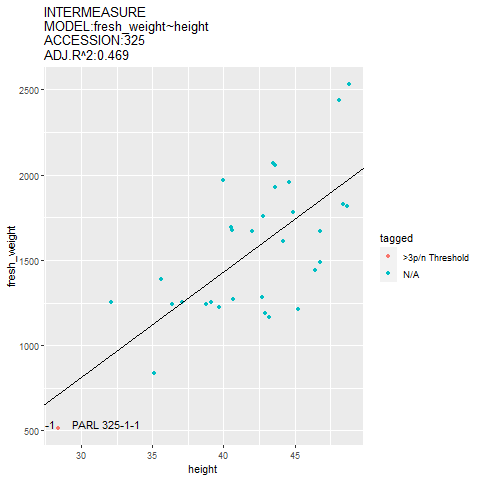 INTERMEASURE
MODEL:fresh_weight~height
ACCESSION:325
ADJ.R^2:0.469
2500
2000
1500
1000
500
fresh_weight
-1 PARL 325-1-1
30 35 40 45
height
tagged
>3p/n Threshold
N/A